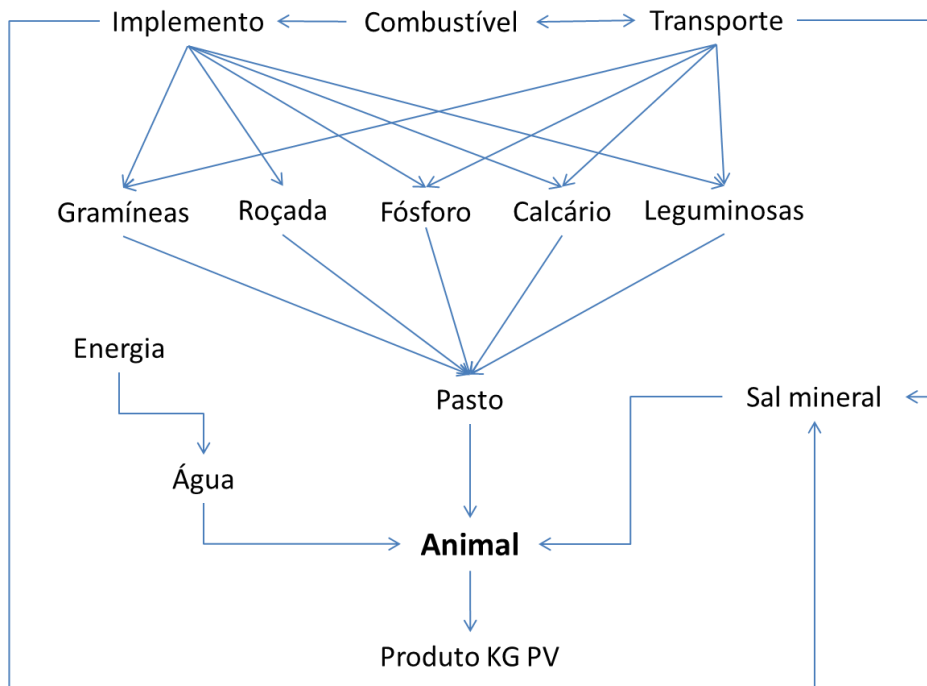 Implemento
Combustível
Transporte
Gramíneas
Roçada
Fósforo
Calcário
Leguminosas
Energia
Pasto
Sal mineral
Água
Animal
Produto KG PV